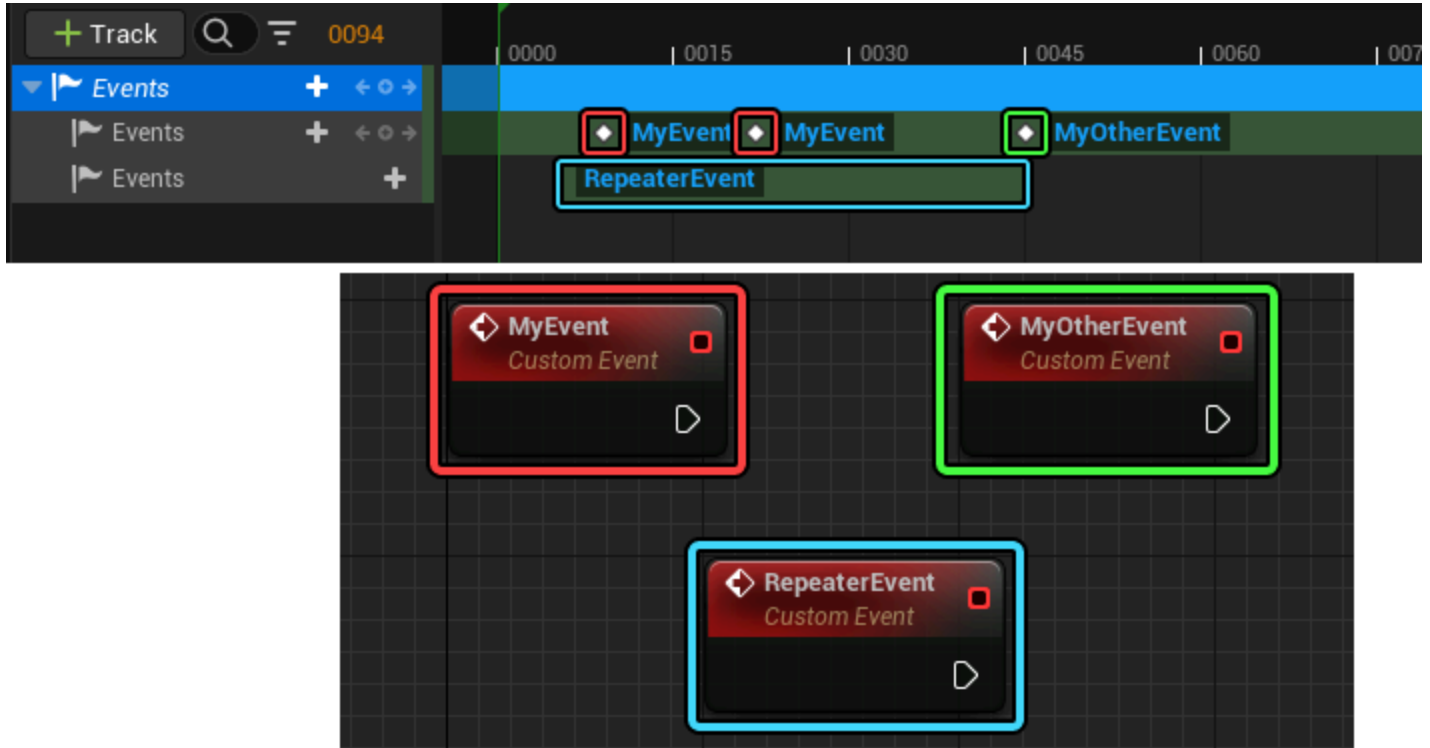 Track 0094
0000 0015 0030 0045 0060 007
Events
Events MyEvent MyEvent MyOtherEvent
Events RepeaterEvent
MyEvent MyOtherEvent
Custom Event Custom Event
RepeaterEvent
Custom Event